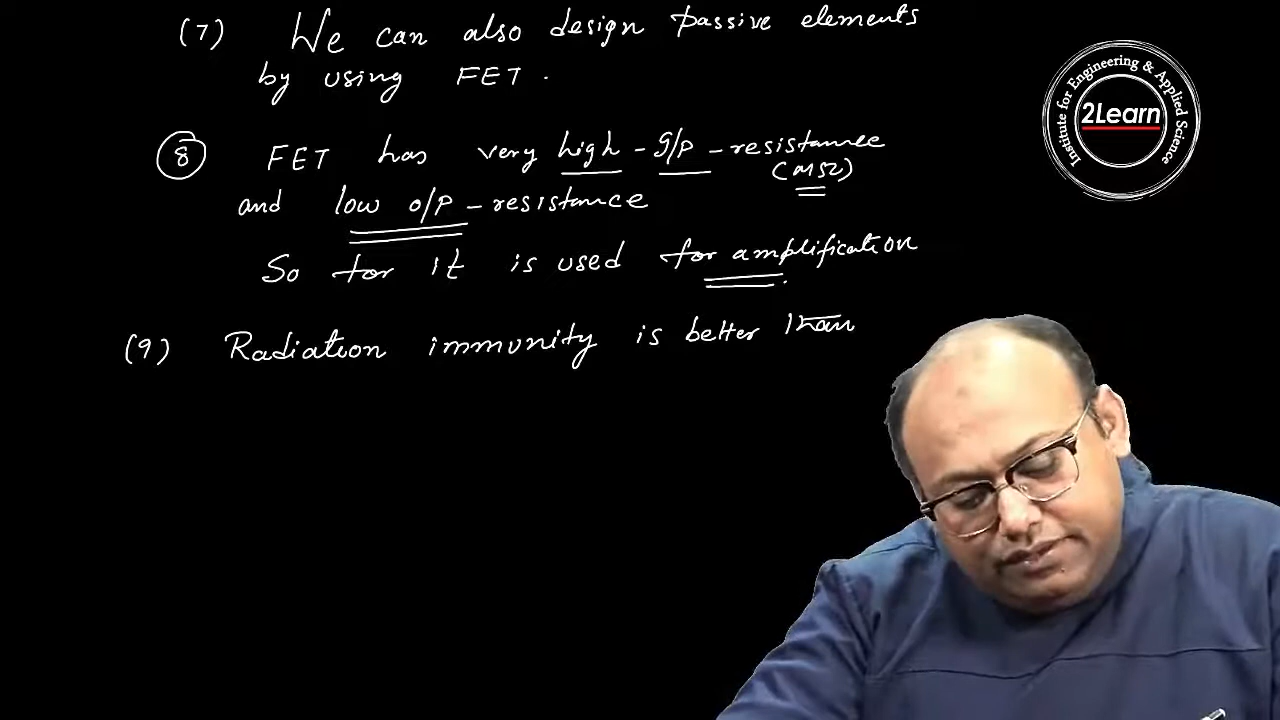 (7) We can also design passive elements
by using FET.
⑧ FET has very high - I/P - resistance
(MΩ)
and low o/P - resistance
So for it is used for amplification.
(9) Radiation immunity is better than
Institute for Engineering & Applied Science
2Learn